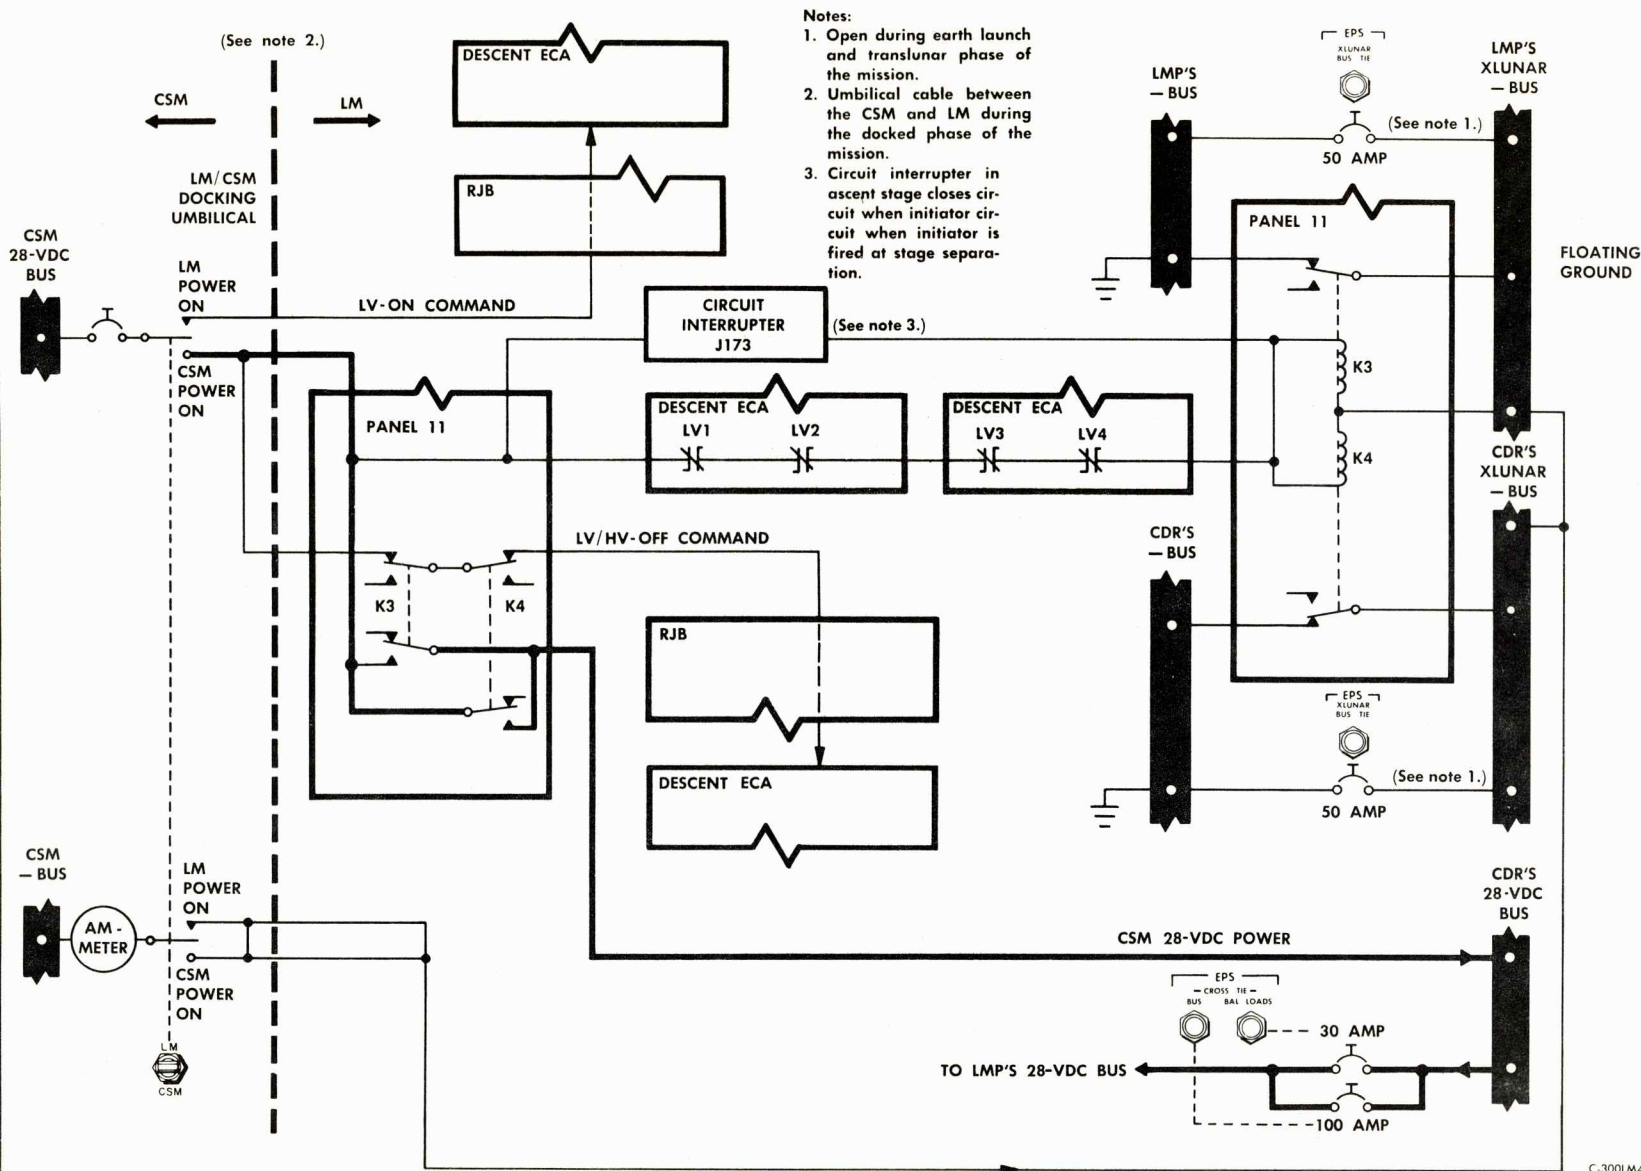 (See note 2.)
CSM
LM
LM/CSM
DOCKING
UMBILICAL
CSM
28-VDC
BUS
LM
POWER
ON
CSM
POWER
ON
LV-ON COMMAND
DESCENT ECA
RJB
Notes:
1. Open during earth launch
and translunar phase of
the mission.
2. Umbilical cable between
the CSM and LM during
the docked phase of the
mission.
3. Circuit interrupter in
ascent stage closes cir-
cuit when initiator cir-
cuit when initiator is
fired at stage separa-
tion.
CIRCUIT
INTERRUPTER
J173
(See note 3.)
PANEL 11
DESCENT ECA
LV1
LV2
DESCENT ECA
LV3
LV4
K3
K4
LV/HV-OFF COMMAND
RJB
DESCENT ECA
LMP'S
— BUS
EPS
XLUNAR
BUS TIE
50 AMP
(See note 1.)
LMP'S
XLUNAR
— BUS
PANEL 11
FLOATING
GROUND
K3
K4
CDR'S
XLUNAR
— BUS
CDR'S
— BUS
EPS
XLUNAR
BUS TIE
50 AMP
(See note 1.)
CSM
— BUS
AM-
METER
LM
POWER
ON
CSM
POWER
ON
LM
CSM
CSM 28-VDC POWER
CDR'S
28-VDC
BUS
EPS
— CROSS TIE —
BUS
BAL LOADS
30 AMP
TO LMP'S 28-VDC BUS
100 AMP